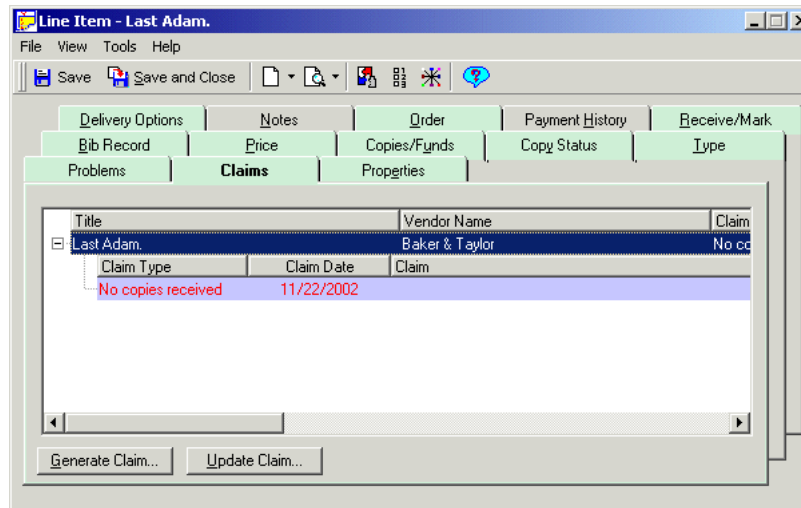 Line Item - Last Adam.
File View Tools Help
Save Save and Close
Delivery Options Notes Order Payment History Receive/Mark
Bib Record Price Copies/Funds Copy Status Type
Problems Claims Properties
Title Vendor Name Claim
Last Adam. Baker & Taylor No co
Claim Type Claim Date Claim
No copies received 11/22/2002
Generate Claim... Update Claim...